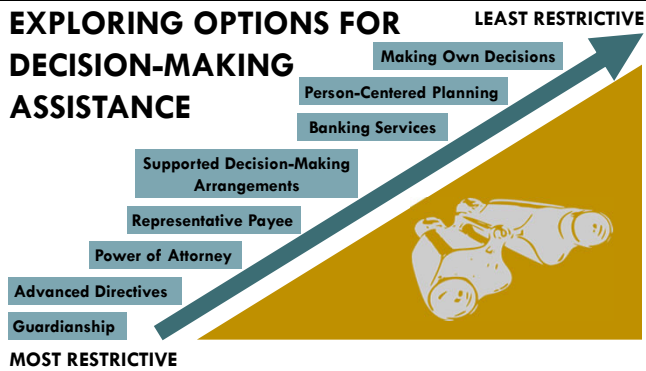 EXPLORING OPTIONS FOR
DECISION-MAKING
ASSISTANCE
LEAST RESTRICTIVE
Making Own Decisions
Person-Centered Planning
Banking Services
Supported Decision-Making
Arrangements
Representative Payee
Power of Attorney
Advanced Directives
Guardianship
MOST RESTRICTIVE